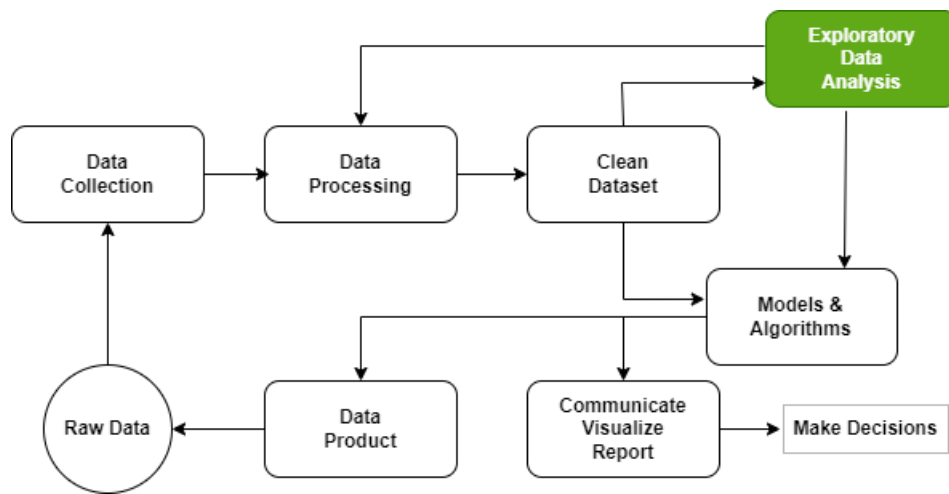 Exploratory
Data
Analysis
Data
Collection
Data
Processing
Clean
Dataset
Models &
Algorithms
Raw Data
Data
Product
Communicate
Visualize
Report
Make Decisions